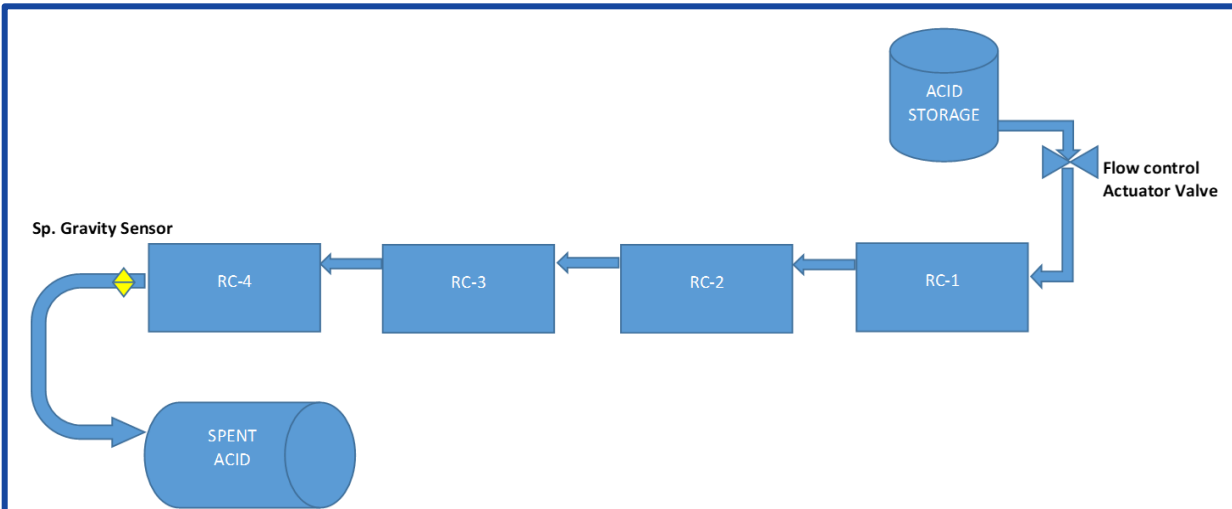 ACID
STORAGE
Flow control
Actuator Valve
Sp. Gravity Sensor
RC-4
RC-3
RC-2
RC-1
SPENT
ACID